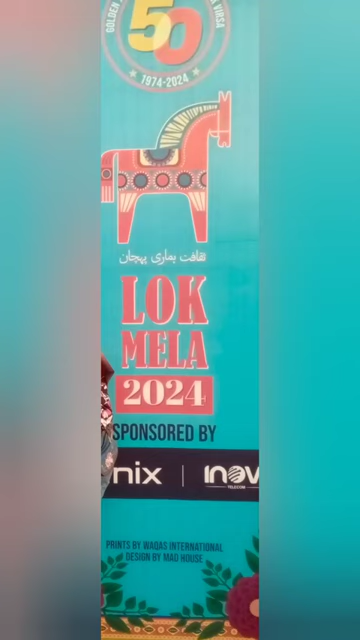 GOLDEN
50
VIRSA
★ 1974-2024 ★
ثقافت ہماری پہچان
LOK
MELA
2024
SPONSORED BY
nix | INOV
TELECOM
PRINTS BY WAQAS INTERNATIONAL
DESIGN BY MAD HOUSE